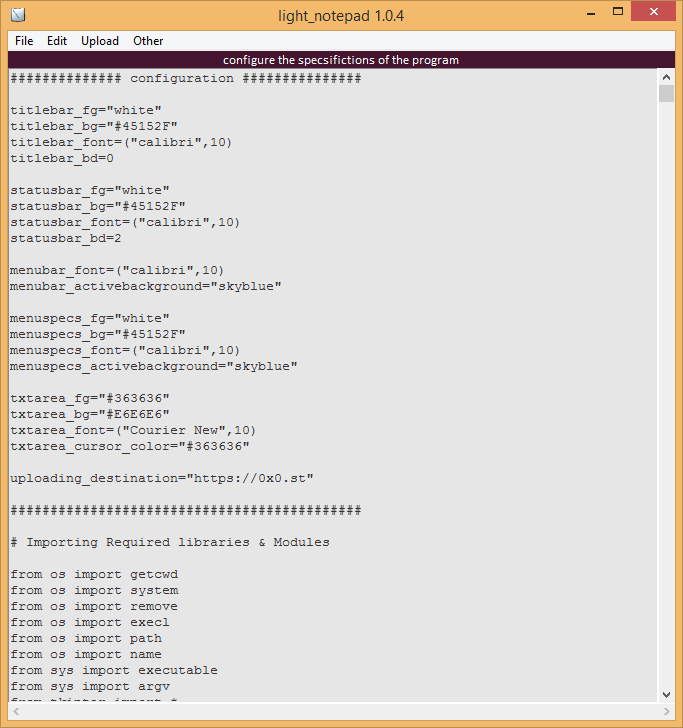 light_notepad 1.0.4
File Edit Upload Other
configure the specsifictions of the program
############## configuration ###############
titlebar_fg="white"
titlebar_bg="#45152F"
titlebar_font=("calibri",10)
titlebar_bd=0
statusbar_fg="white"
statusbar_bg="#45152F"
statusbar_font=("calibri",10)
statusbar_bd=2
menubar_font=("calibri",10)
menubar_activebackground="skyblue"
menuspecs_fg="white"
menuspecs_bg="#45152F"
menuspecs_font=("calibri",10)
menuspecs_activebackground="skyblue"
txtarea_fg="#363636"
txtarea_bg="#E6E6E6"
txtarea_font=("Courier New",10)
txtarea_cursor_color="#363636"
uploading_destination="https://0x0.st"
############################################
# Importing Required libraries & Modules
from os import getcwd
from os import system
from os import remove
from os import execl
from os import path
from os import name
from sys import executable
from sys import argv
from tkinter import *